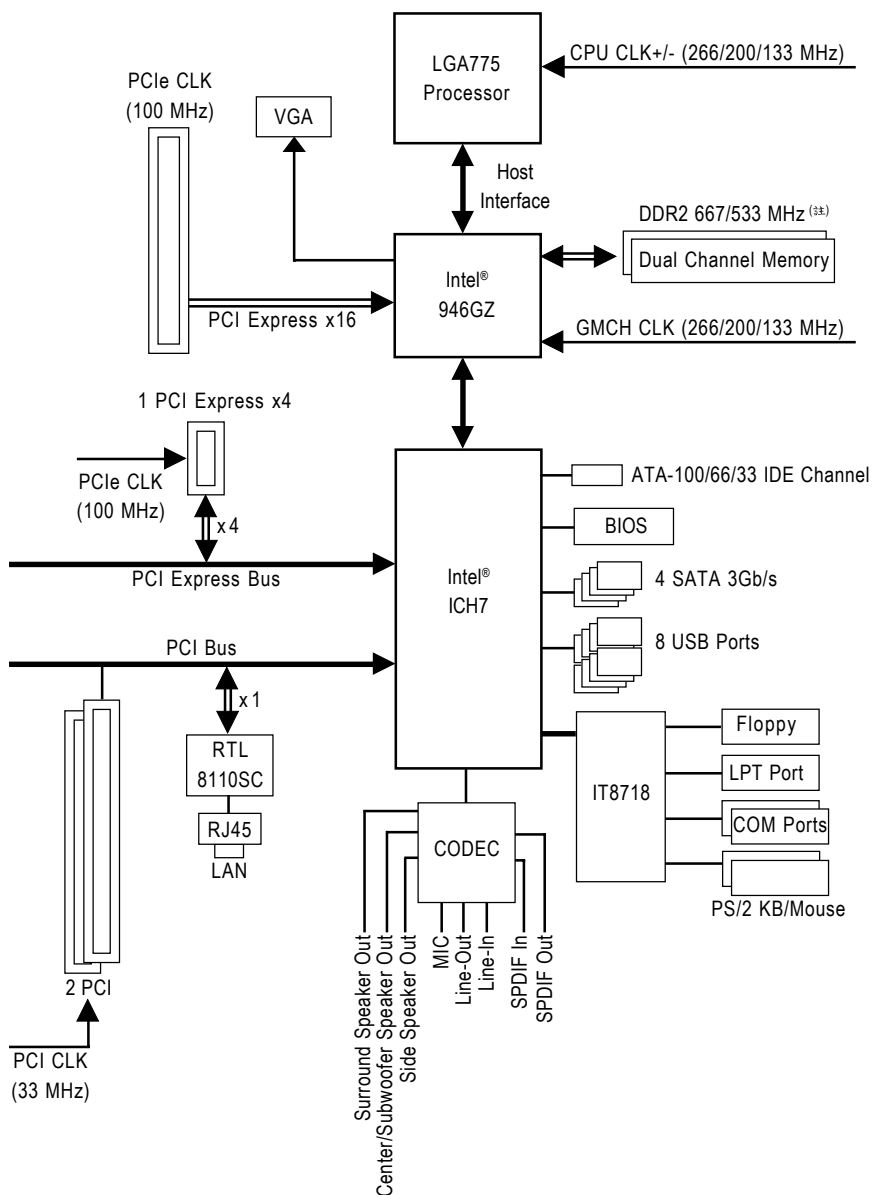 LGA775
Processor
CPU CLK+/- (266/200/133 MHz)
PCIe CLK
(100 MHz)
VGA
Host
Interface
DDR2 667/533 MHz (註)
Dual Channel Memory
Intel®
946GZ
PCI Express x16
GMCH CLK (266/200/133 MHz)
1 PCI Express x4
PCIe CLK
(100 MHz)
x4
PCI Express Bus
Intel®
ICH7
ATA-100/66/33 IDE Channel
BIOS
4 SATA 3Gb/s
8 USB Ports
PCI Bus
x1
RTL
8110SC
RJ45
LAN
IT8718
Floppy
LPT Port
COM Ports
PS/2 KB/Mouse
CODEC
Surround Speaker Out
Center/Subwoofer Speaker Out
Side Speaker Out
MIC
Line-Out
Line-In
SPDIF In
SPDIF Out
2 PCI
PCI CLK
(33 MHz)